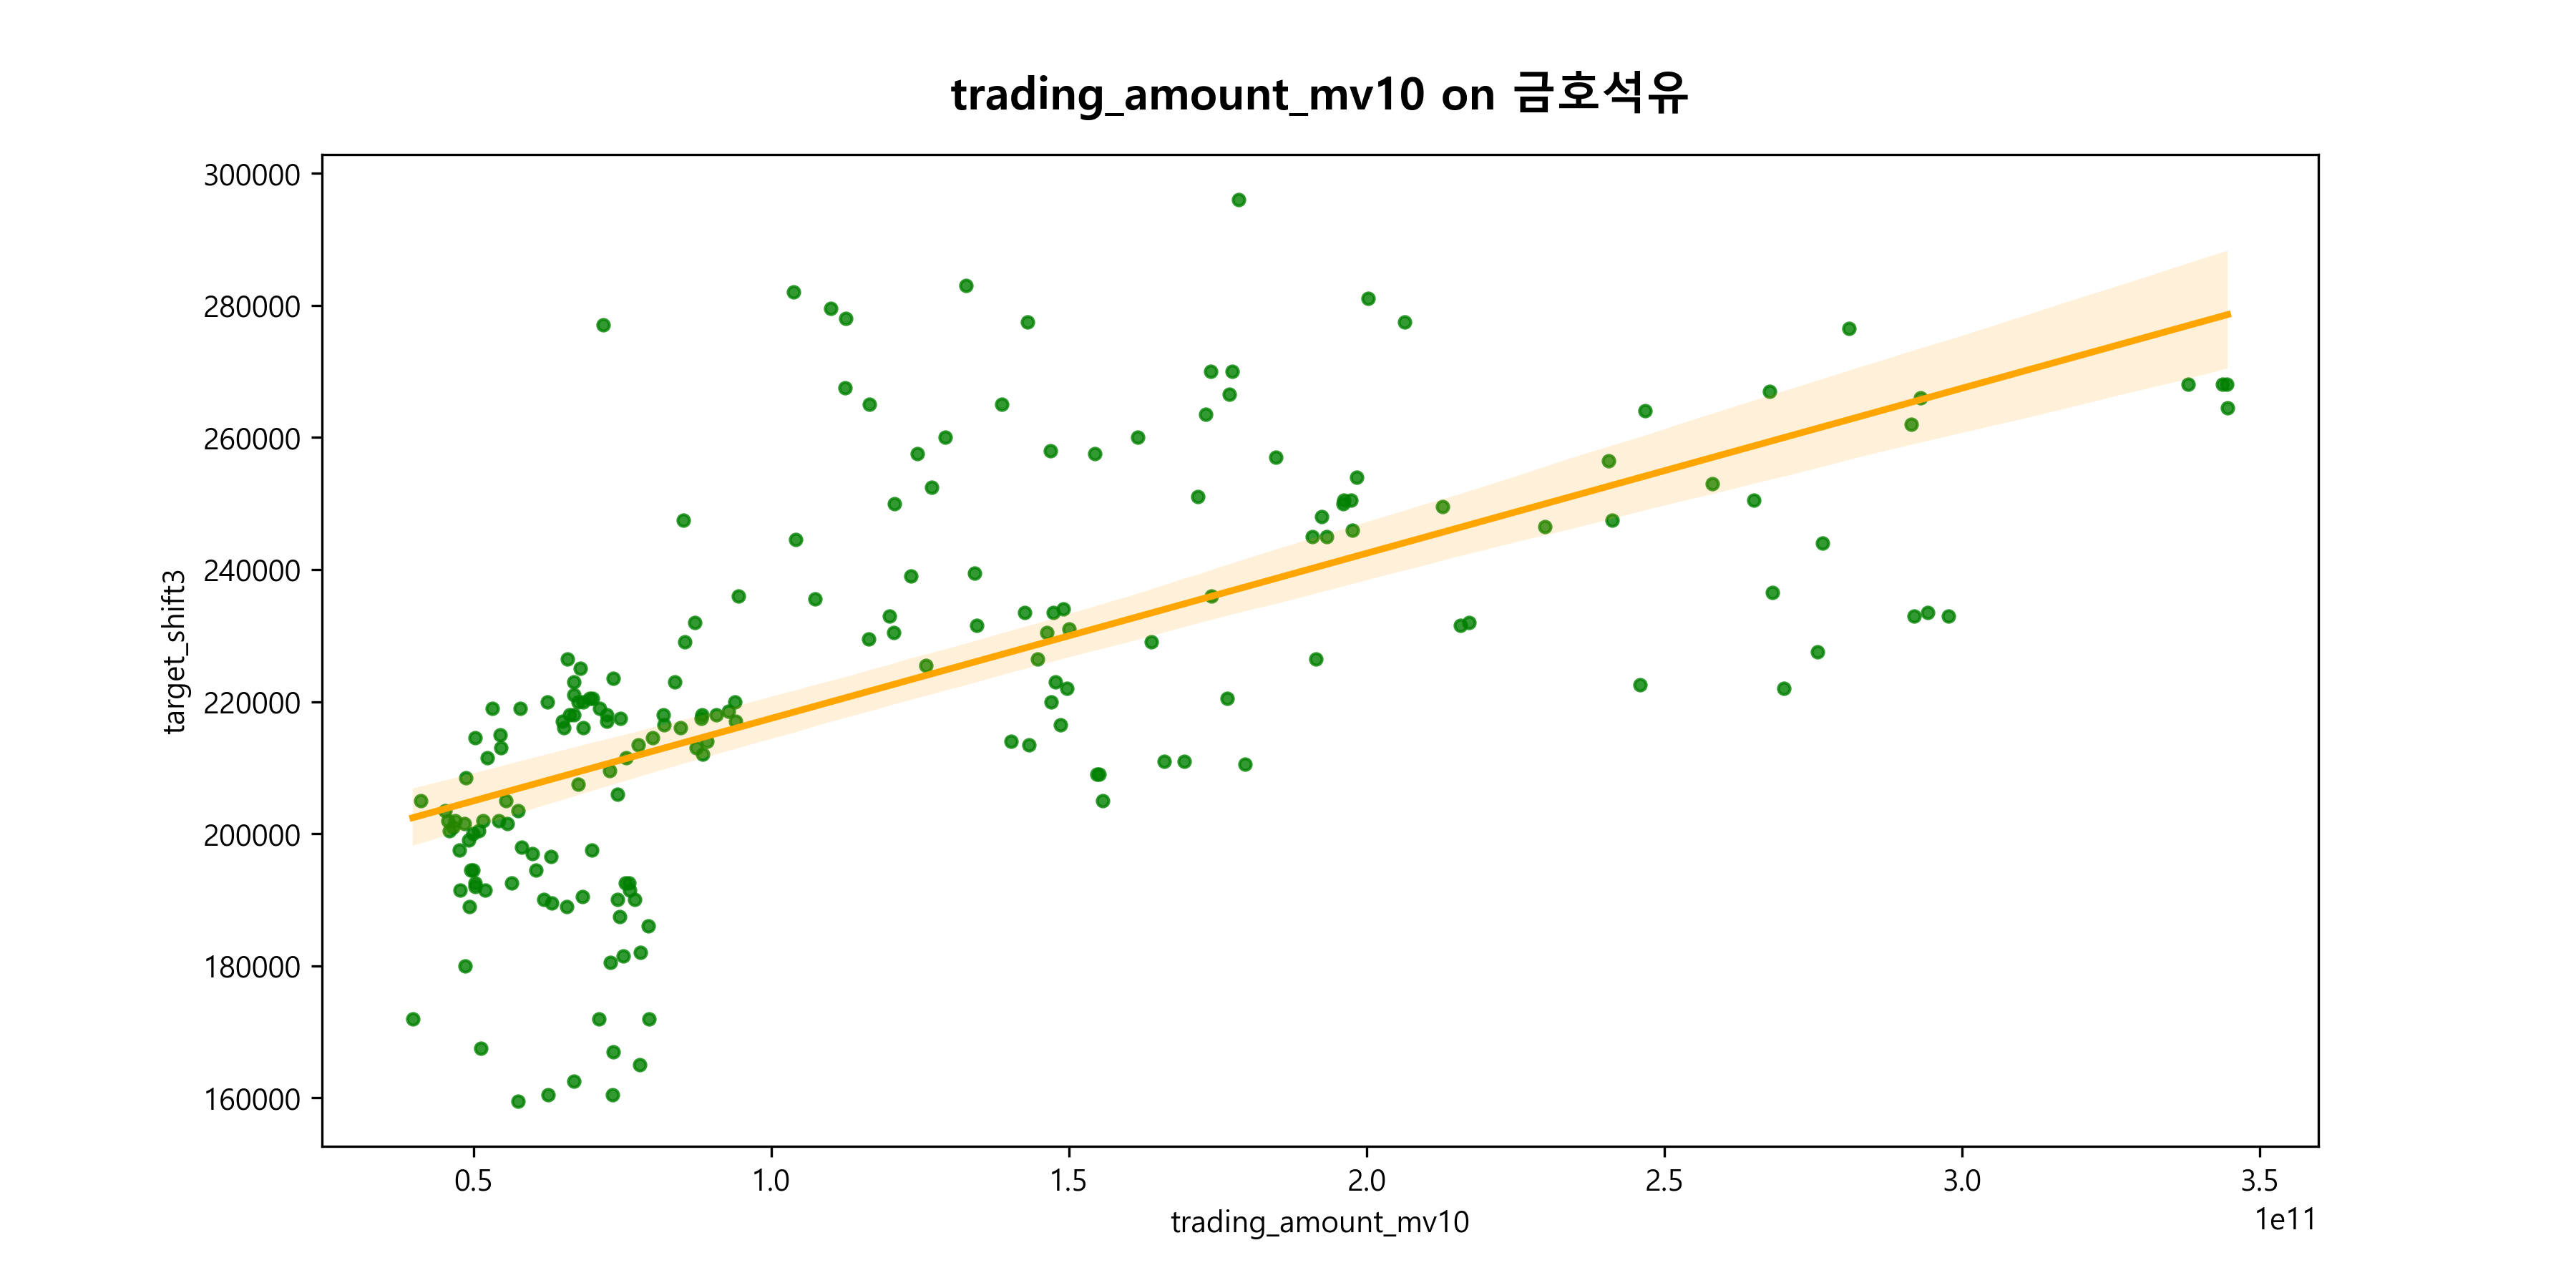 trading_amount_mv10 on 금호석유
300000
280000
260000
240000
220000
200000
180000
160000
target_shift3
0.5 1.0 1.5 2.0 2.5 3.0 3.5
1e11
trading_amount_mv10